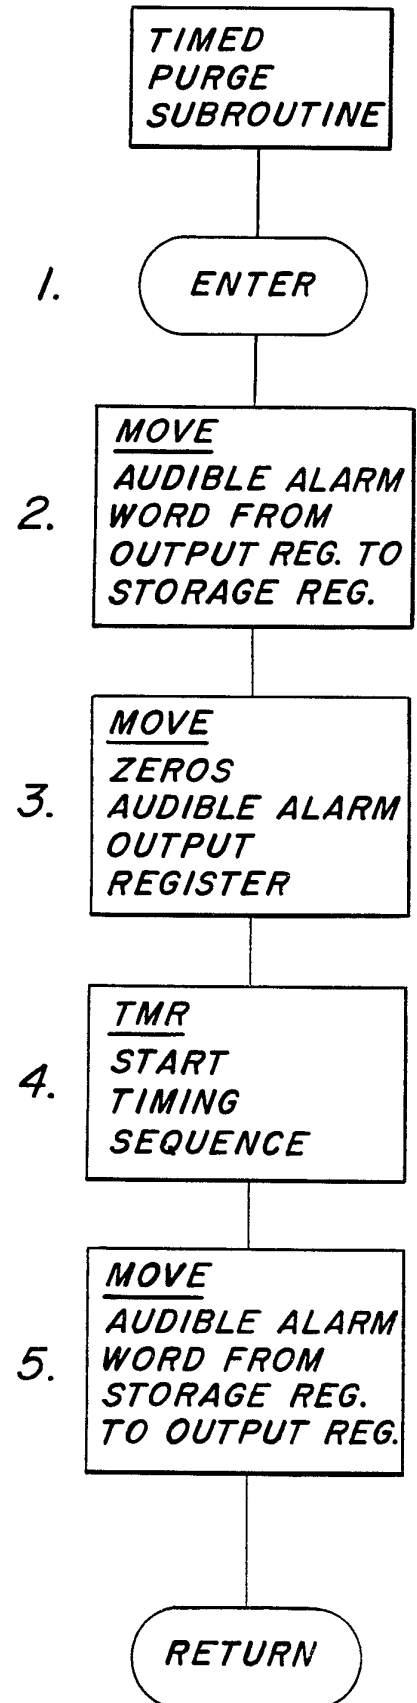 TIMED
PURGE
SUBROUTINE
1.
ENTER
2.
MOVE
AUDIBLE ALARM
WORD FROM
OUTPUT REG. TO
STORAGE REG.
3.
MOVE
ZEROS
AUDIBLE ALARM
OUTPUT
REGISTER
4.
TMR
START
TIMING
SEQUENCE
5.
MOVE
AUDIBLE ALARM
WORD FROM
STORAGE REG.
TO OUTPUT REG.
RETURN